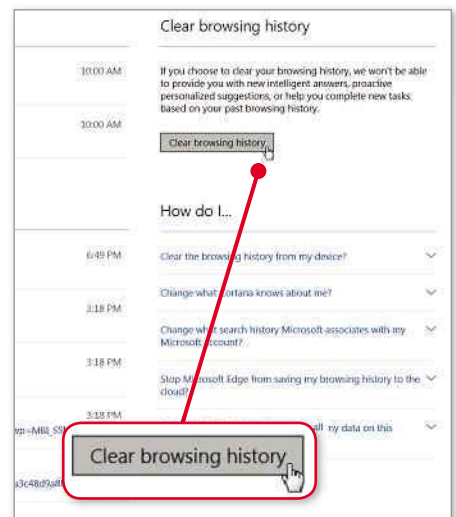 Clear browsing history
10:00 AM
If you choose to clear your browsing history, we won't be able
to provide you with new intelligent answers, proactive
personalized suggestions, or help you complete new tasks
based on your past browsing history.
10:00 AM
Clear browsing history
How do I...
6:49 PM
Clear the browsing history from my device?
Change what Cortana knows about me?
3:18 PM
Change what search history Microsoft associates with my
Microsoft account?
3:18 PM
Stop Microsoft Edge from saving my browsing history to the
cloud?
3:18 PM
all my data on this
Clear browsing history